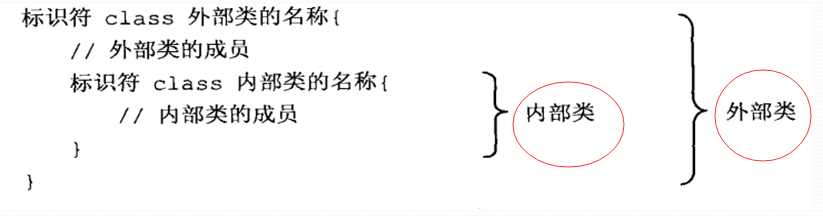 标识符 class 外部类的名称{
// 外部类的成员
标识符 class 内部类的名称{
// 内部类的成员
}
}
内部类
外部类